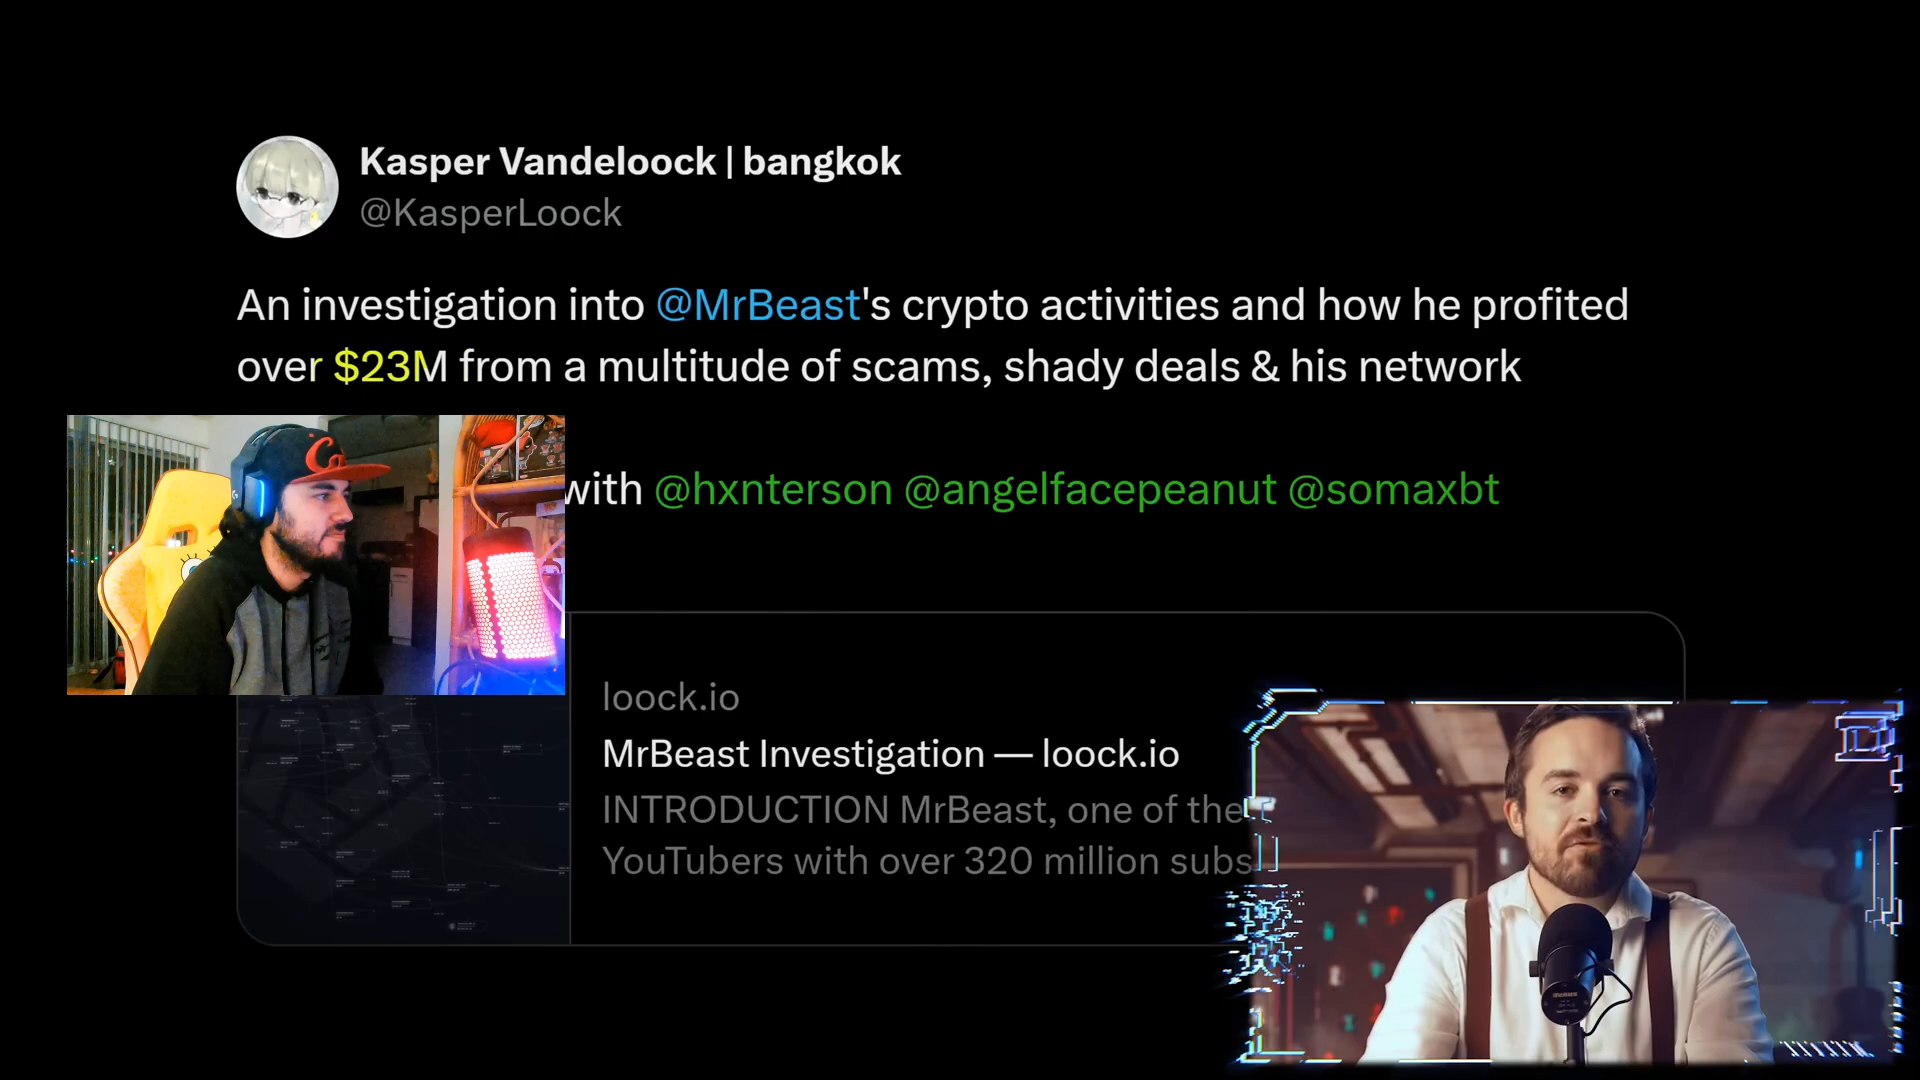 Kasper Vandeloock | bangkok
@KasperLoock
An investigation into @MrBeast's crypto activities and how he profited
over $23M from a multitude of scams, shady deals & his network
with @hxnterson @angelfacepeanut @somaxbt
loock.io
MrBeast Investigation — loock.io
INTRODUCTION MrBeast, one of the
YouTubers with over 320 million subs